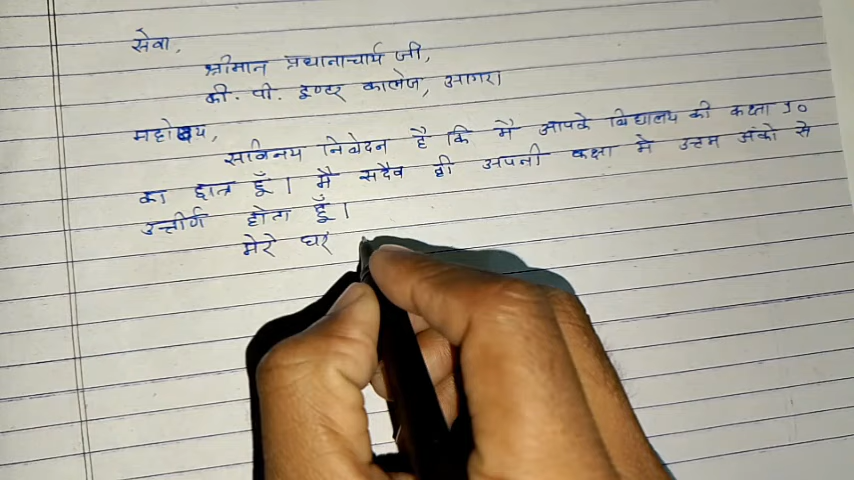 सेवा,
श्रीमान प्रधानाचार्य जी,
की. पी. इण्टर कालेज, आगरा
महोदय,
सविनय निवेदन है कि मैं आपके विद्यालय की कक्षा १०
का छात्र हूँ। मैं सदैव ही अपनी कक्षा मे उत्तम अंको से
उत्तीर्ण होता हूँ।
मेरे घर